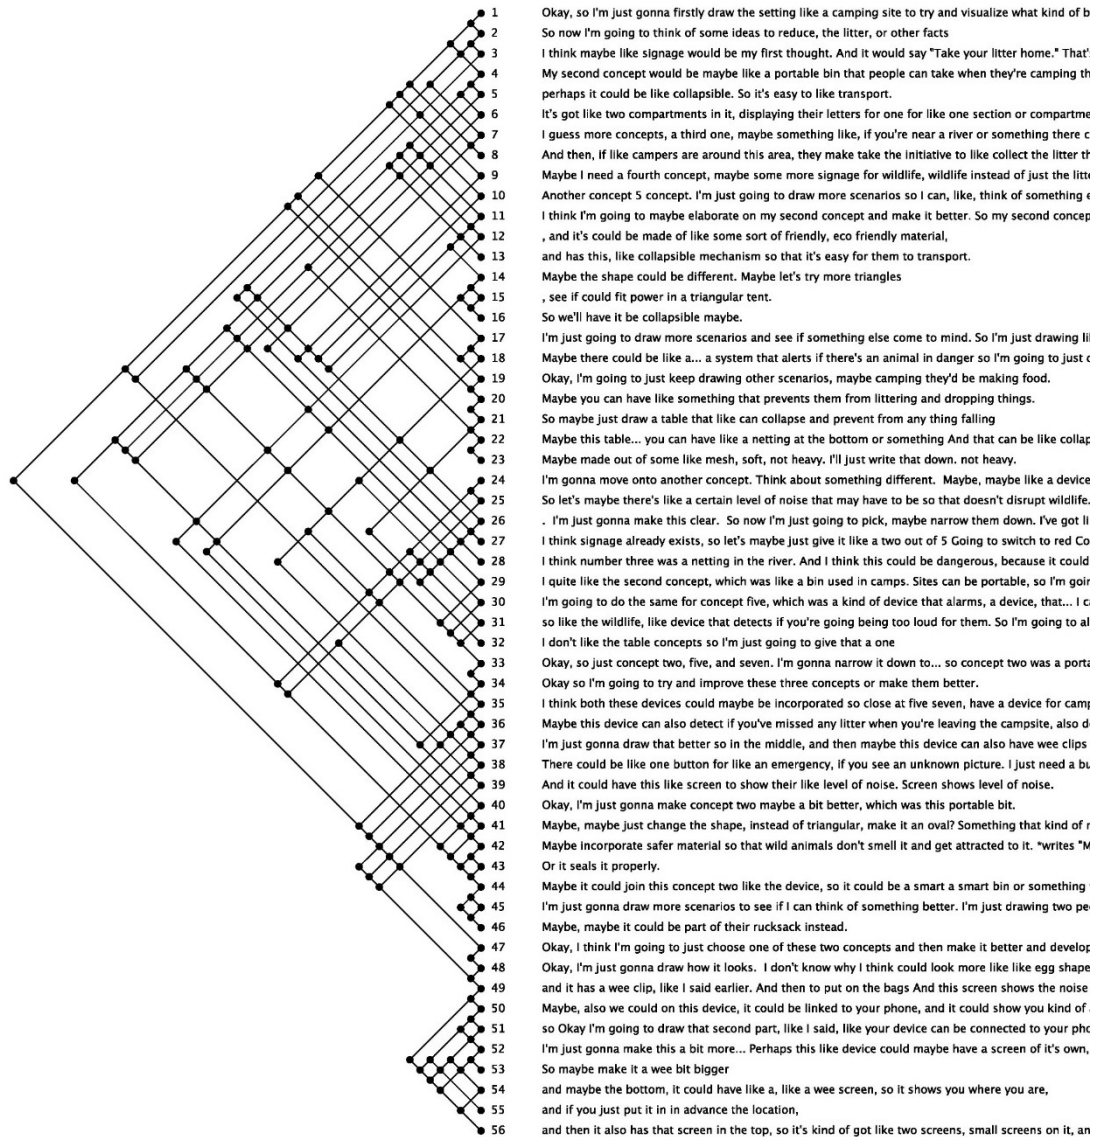 1 Okay, so I'm just gonna firstly draw the setting like a camping site to try and visualize what kind of b
2 So now I'm going to think of some ideas to reduce, the litter, or other facts
3 I think maybe like signage would be my first thought. And it would say "Take your litter home." That'
4 My second concept would be maybe like a portable bin that people can take when they're camping th
5 perhaps it could be like collapsible. So it's easy to like transport.
6 It's got like two compartments in it, displaying their letters for one for like one section or compartme
7 I guess more concepts, a third one, maybe something like, if you're near a river or something there c
8 And then, if like campers are around this area, they make take the initiative to like collect the litter th
9 Maybe I need a fourth concept, maybe some more signage for wildlife, wildlife instead of just the litt
10 Another concept 5 concept. I'm just going to draw more scenarios so I can, like, think of something e
11 I think I'm going to maybe elaborate on my second concept and make it better. So my second concep
12 , and it's could be made of like some sort of friendly, eco friendly material,
13 and has this, like collapsible mechanism so that it's easy for them to transport.
14 Maybe the shape could be different. Maybe let's try more triangles
15 , see if could fit power in a triangular tent.
16 So we'll have it be collapsible maybe.
17 I'm just going to draw more scenarios and see if something else come to mind. So I'm just drawing li
18 Maybe there could be like a... a system that alerts if there's an animal in danger so I'm going to just
19 Okay, I'm going to just keep drawing other scenarios, maybe camping they'd be making food.
20 Maybe you can have like something that prevents them from littering and dropping things.
21 So maybe just draw a table that like can collapse and prevent from any thing falling
22 Maybe this table... you can have like a netting at the bottom or something And that can be like collap
23 Maybe made out of some like mesh, soft, not heavy. I'll just write that down. not heavy.
24 I'm gonna move onto another concept. Think about something different. Maybe, maybe like a device
25 So let's maybe there's like a certain level of noise that may have to be so that doesn't disrupt wildlife.
26 . I'm just gonna make this clear. So now I'm just going to pick, maybe narrow them down. I've got li
27 I think signage already exists, so let's maybe just give it like a two out of 5 Going to switch to red Co
28 I think number three was a netting in the river. And I think this could be dangerous, because it could
29 I quite like the second concept, which was like a bin used in camps. Sites can be portable, so I'm goin
30 I'm going to do the same for concept five, which was a kind of device that alarms, a device, that... I c
31 so like the wildlife, like device that detects if you're going being too loud for them. So I'm going to al
32 I don't like the table concepts so I'm just going to give that a one
33 Okay, so just concept two, five, and seven. I'm gonna narrow it down to... so concept two was a porta
34 Okay so I'm going to try and improve these three concepts or make them better.
35 I think both these devices could maybe be incorporated so close at five seven, have a device for camp
36 Maybe this device can also detect if you've missed any litter when you're leaving the campsite, also d
37 I'm just gonna draw that better so in the middle, and then maybe this device can also have wee clips
38 There could be like one button for like an emergency, if you see an unknown picture. I just need a bu
39 And it could have this like screen to show their like level of noise. Screen shows level of noise.
40 Okay, I'm just gonna make concept two maybe a bit better, which was this portable bit.
41 Maybe, maybe just change the shape, instead of triangular, make it an oval? Something that kind of r
42 Maybe incorporate safer material so that wild animals don't smell it and get attracted to it. *writes "M
43 Or it seals it properly.
44 Maybe it could join this concept two like the device, so it could be a smart a smart bin or something
45 I'm just gonna draw more scenarios to see if I can think of something better. I'm just drawing two pe
46 Maybe, maybe it could be part of their rucksack instead.
47 Okay, I think I'm going to just choose one of these two concepts and then make it better and develop
48 Okay, I'm just gonna draw how it looks. I don't know why I think could look more like like egg shape
49 and it has a wee clip, like I said earlier. And then to put on the bags And this screen shows the noise
50 Maybe, also we could on this device, it could be linked to your phone, and it could show you kind of
51 so Okay I'm going to draw that second part, like I said, like your device can be connected to your pho
52 I'm just gonna make this a bit more... Perhaps this like device could maybe have a screen of it's own,
53 So maybe make it a wee bit bigger
54 and maybe the bottom, it could have like a, like a wee screen, so it shows you where you are,
55 and if you just put it in in advance the location,
56 and then it also has that screen in the top, so it's kind of got like two screens, small screens on it, an